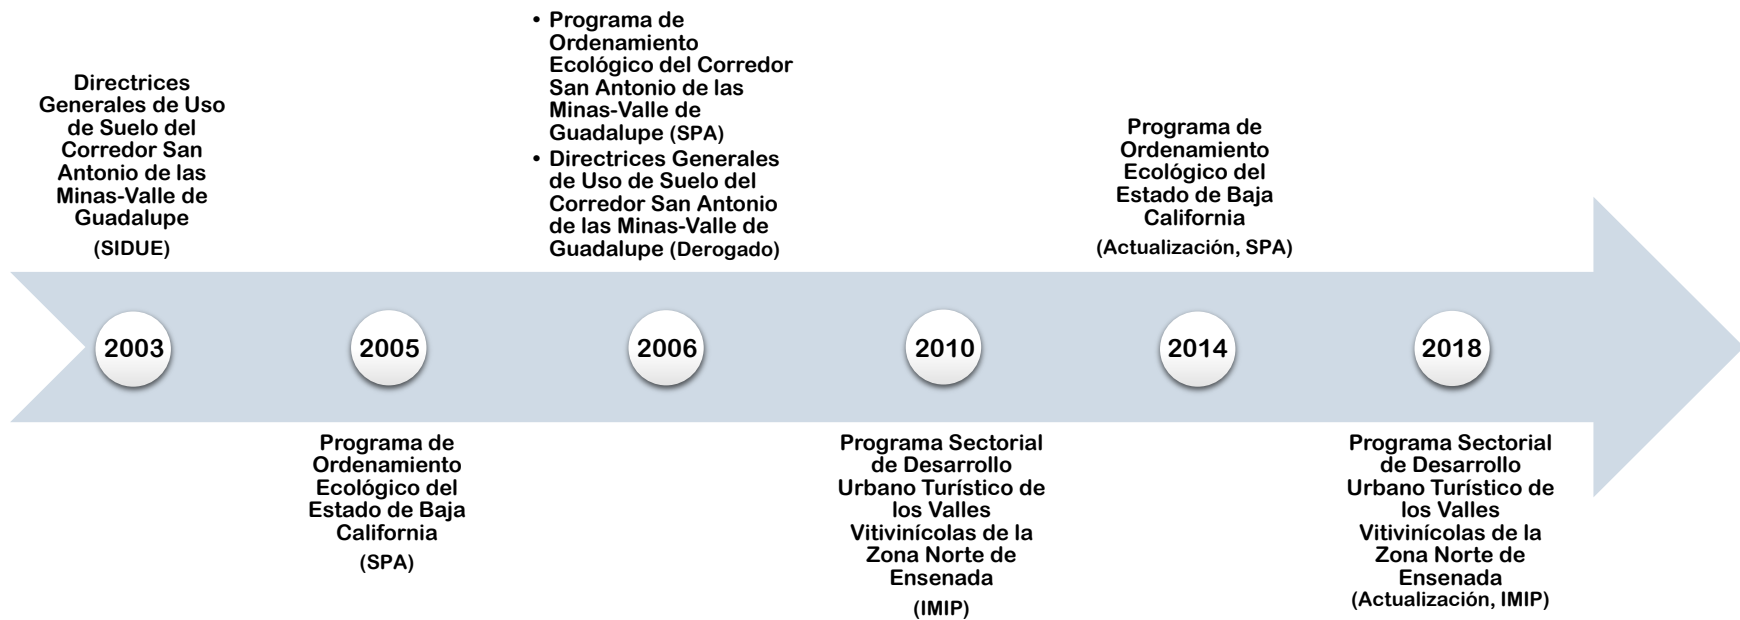 Directrices
Generales de Uso
de Suelo del
Corredor San
Antonio de las
Minas-Valle de
Guadalupe
(SIDUE)
2003
2005
Programa de
Ordenamiento
Ecológico del
Estado de Baja
California
(SPA)
• Programa de
Ordenamiento
Ecológico del Corredor
San Antonio de las
Minas-Valle de
Guadalupe (SPA)
• Directrices Generales
de Uso de Suelo del
Corredor San Antonio
de las Minas-Valle de
Guadalupe (Derogado)
2006
2010
Programa Sectorial
de Desarrollo
Urbano Turístico de
los Valles
Vitivinícolas de la
Zona Norte de
Ensenada
(IMIP)
Programa de
Ordenamiento
Ecológico del
Estado de Baja
California
(Actualización, SPA)
2014
2018
Programa Sectorial
de Desarrollo
Urbano Turístico de
los Valles
Vitivinícolas de la
Zona Norte de
Ensenada
(Actualización, IMIP)